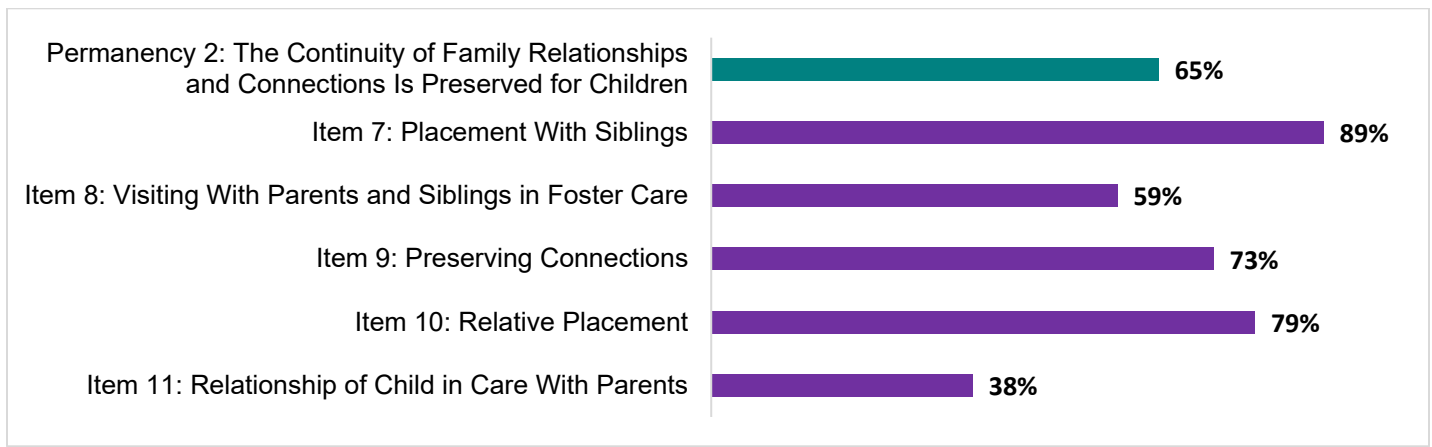 Permanency 2: The Continuity of Family Relationships
and Connections Is Preserved for Children
65%
Item 7: Placement With Siblings
89%
Item 8: Visiting With Parents and Siblings in Foster Care
59%
Item 9: Preserving Connections
73%
Item 10: Relative Placement
79%
Item 11: Relationship of Child in Care With Parents
38%